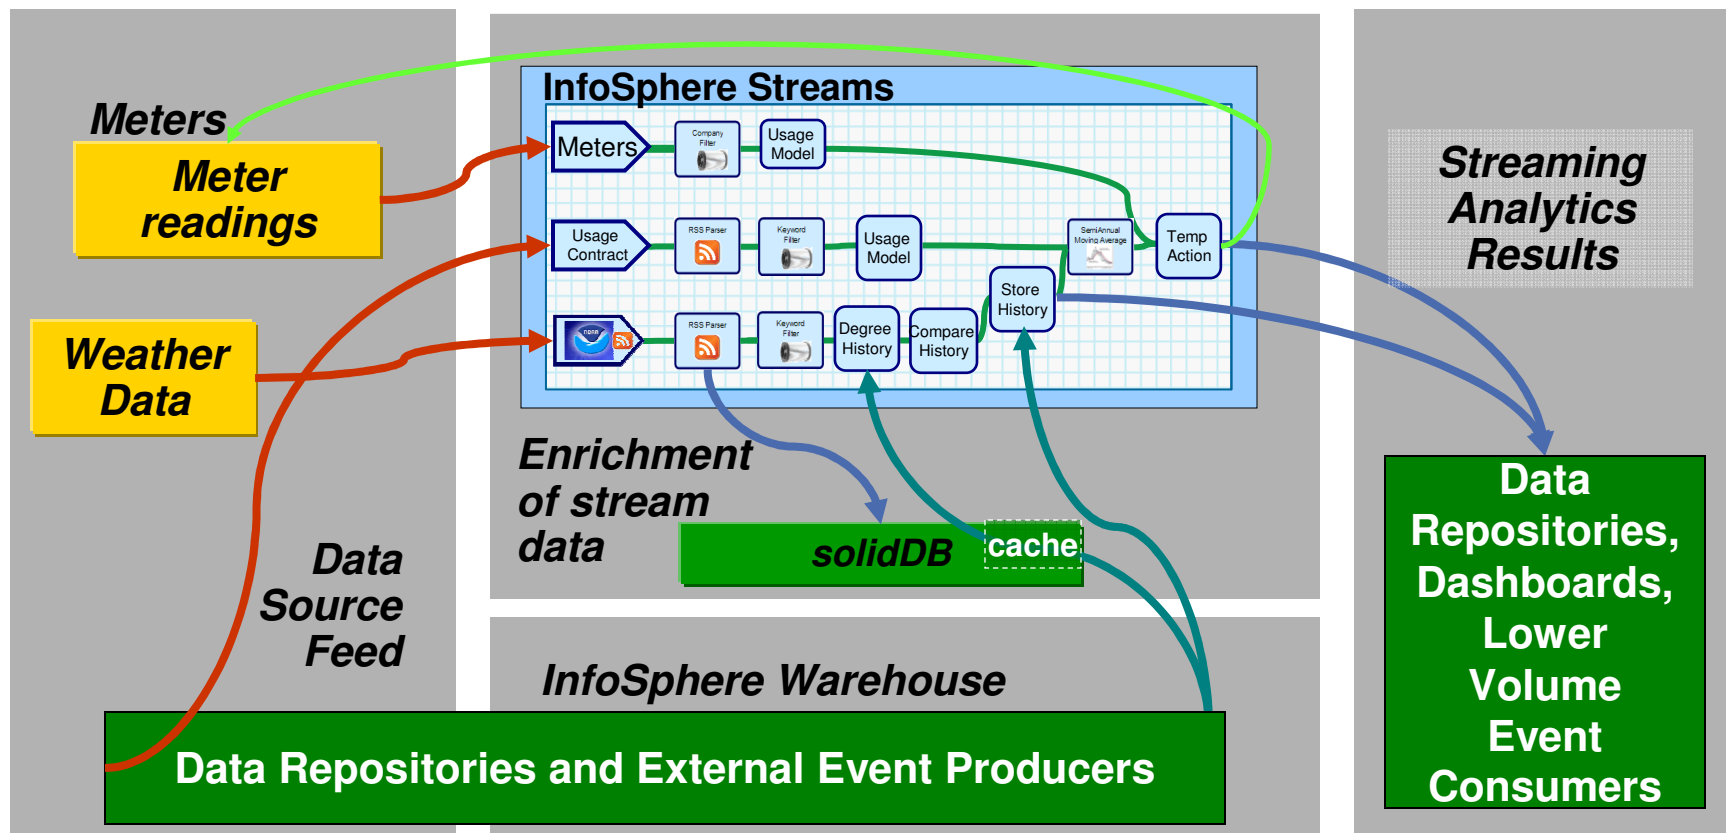 Meters
Meter
readings
Weather
Data
Data
Source
Feed
InfoSphere Streams
Meters
Company
Filter
Usage
Model
Usage
Contract
RSS Parser
Keyword
Filter
Usage
Model
SemiAnnual
Moving Average
Temp
Action
noaa
RSS Parser
Keyword
Filter
Degree
History
Compare
History
Store
History
Enrichment
of stream
data
solidDB
cache
InfoSphere Warehouse
Data Repositories and External Event Producers
Streaming
Analytics
Results
Data
Repositories,
Dashboards,
Lower
Volume
Event
Consumers